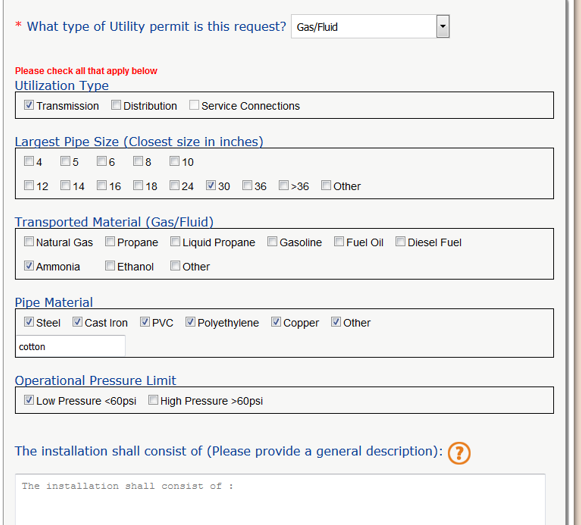 * What type of Utility permit is this request? Gas/Fluid
Please check all that apply below
Utilization Type
Transmission Distribution Service Connections
Largest Pipe Size (Closest size in inches)
4 5 6 8 10
12 14 16 18 24 30 36 >36 Other
Transported Material (Gas/Fluid)
Natural Gas Propane Liquid Propane Gasoline Fuel Oil Diesel Fuel
Ammonia Ethanol Other
Pipe Material
Steel Cast Iron PVC Polyethylene Copper Other
cotton
Operational Pressure Limit
Low Pressure <60psi High Pressure >60psi
The installation shall consist of (Please provide a general description): ?
The installation shall consist of :